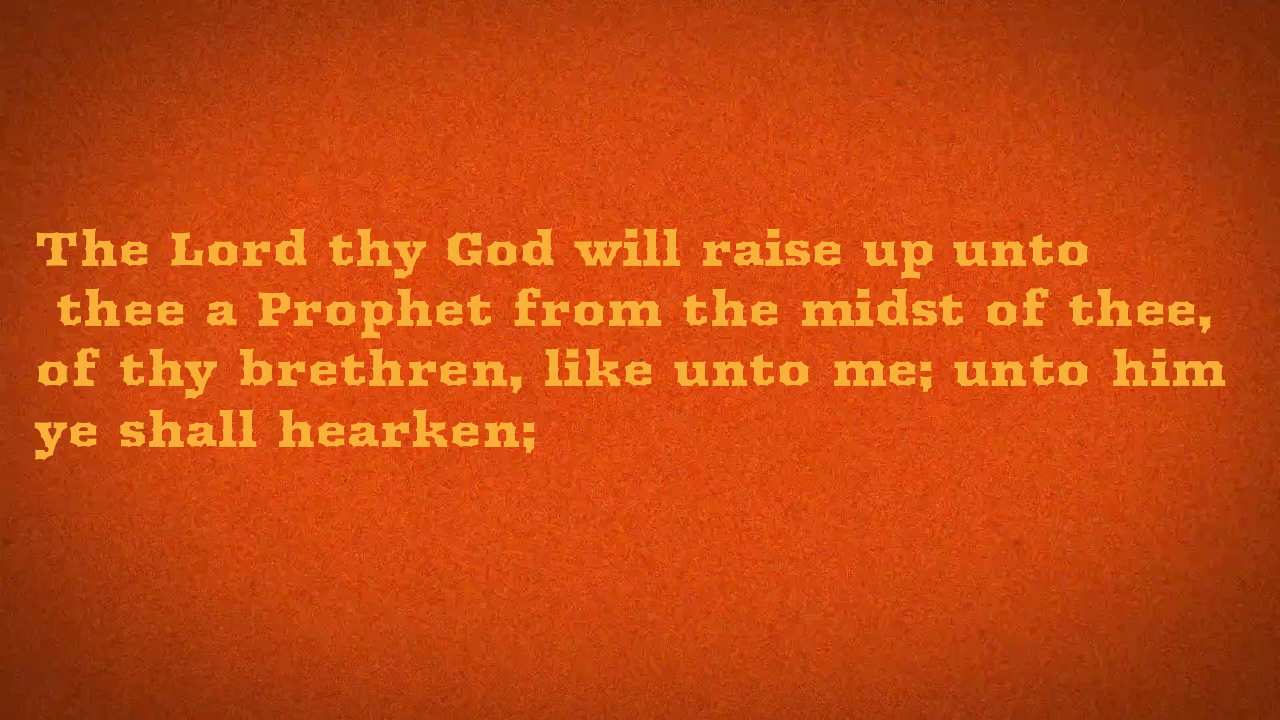 The Lord thy God will raise up unto
thee a Prophet from the midst of thee,
of thy brethren, like unto me; unto him
ye shall hearken;